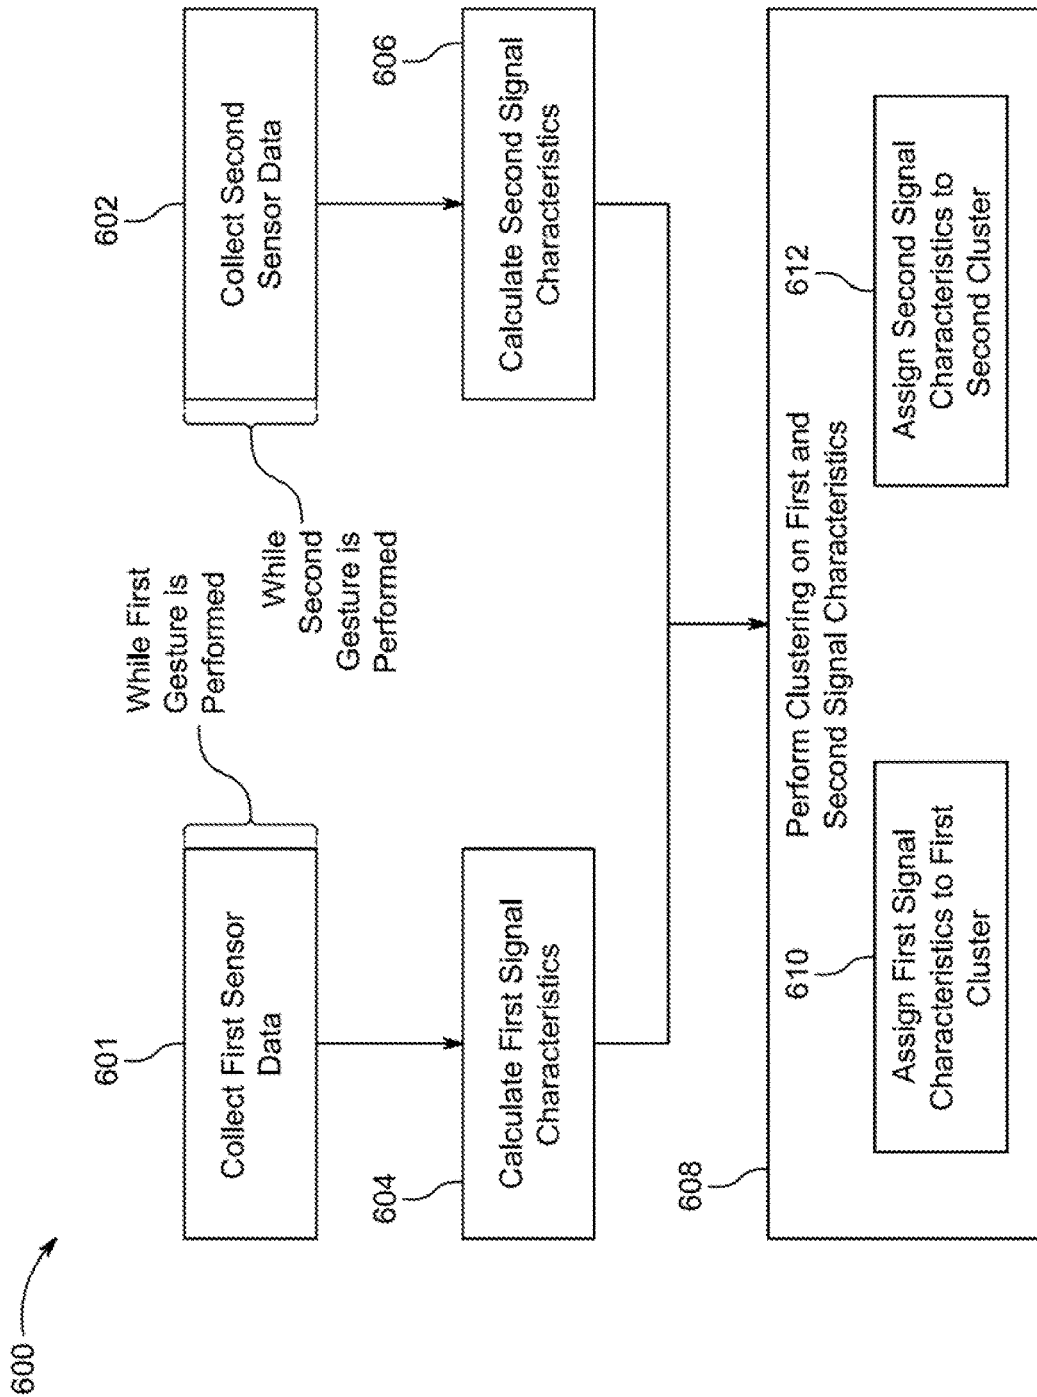 600
601
Collect First Sensor
Data
While First
Gesture is
Performed
602
Collect Second
Sensor Data
While
Second
Gesture is
Performed
604
Calculate First Signal
Characteristics
606
Calculate Second Signal
Characteristics
608
Perform Clustering on First and
Second Signal Characteristics
610
Assign First Signal
Characteristics to First
Cluster
612
Assign Second Signal
Characteristics to
Second Cluster